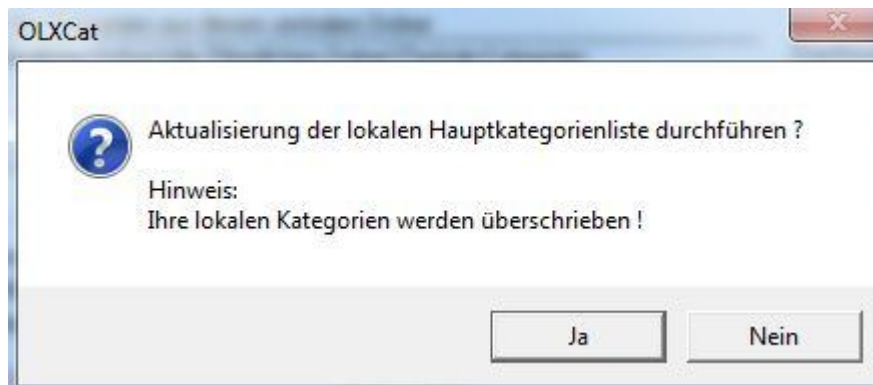 OLXCat
Aktualisierung der lokalen Hauptkategorienliste durchführen ?
Hinweis:
Ihre lokalen Kategorien werden überschrieben !
Ja
Nein